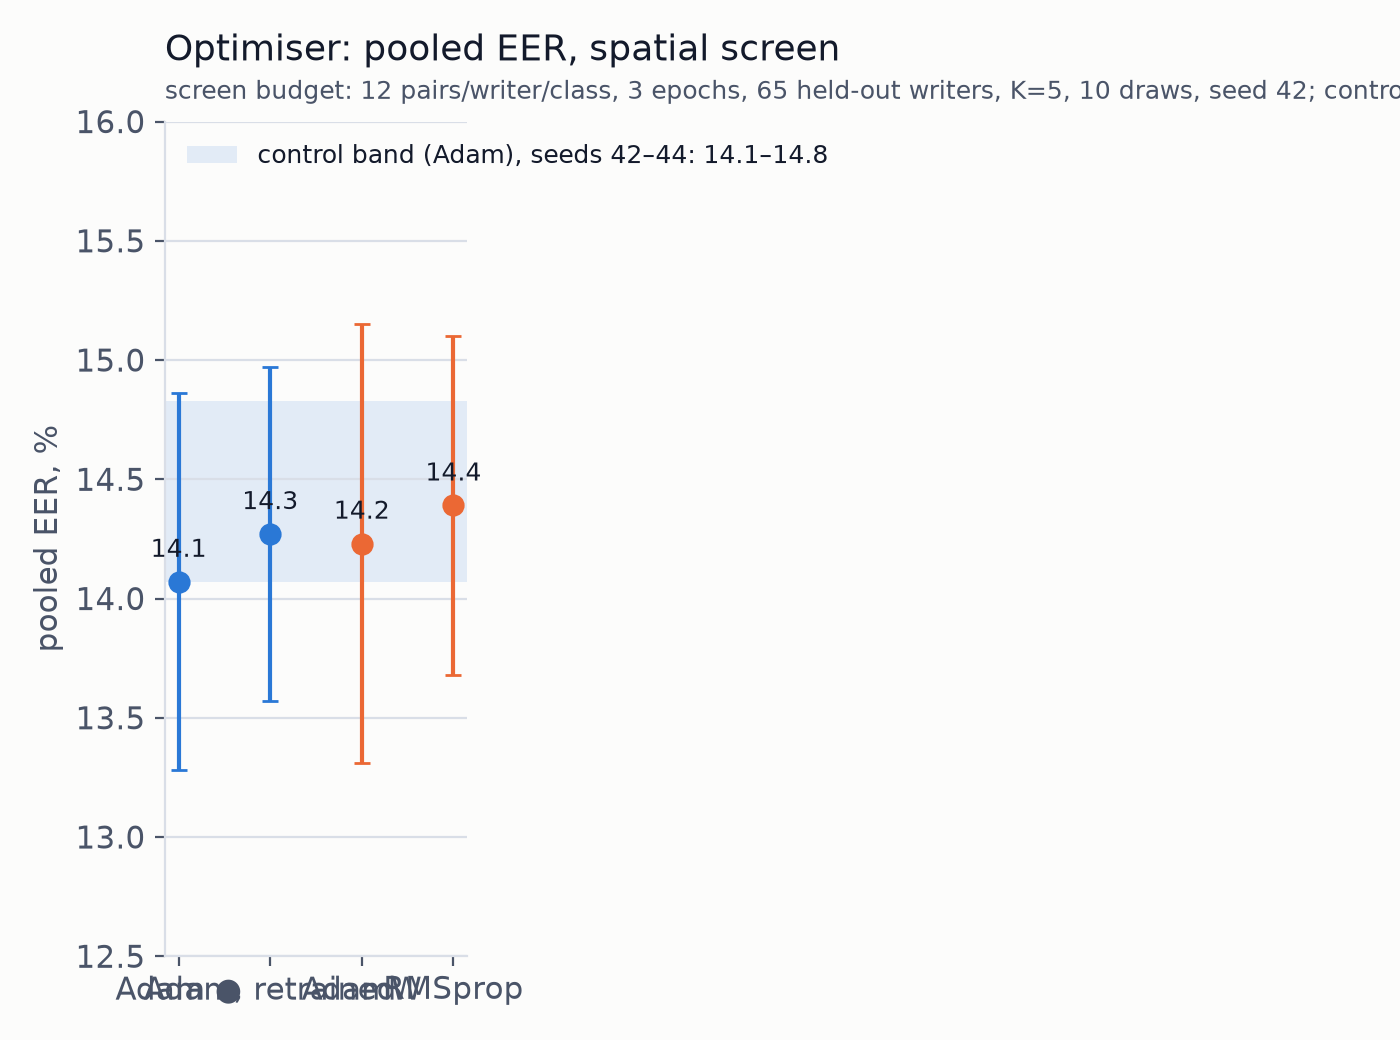 Optimiser: pooled EER, spatial screen
screen budget: 12 pairs/writer/class, 3 epochs, 65 held-out writers, K=5, 10 draws, seed 42; contro
16.0
control band (Adam), seeds 42–44: 14.1–14.8
15.5
15.0
14.5
14.0
13.5
13.0
12.5
pooled EER, %
14.1
14.3
14.2
14.4
RMSprop